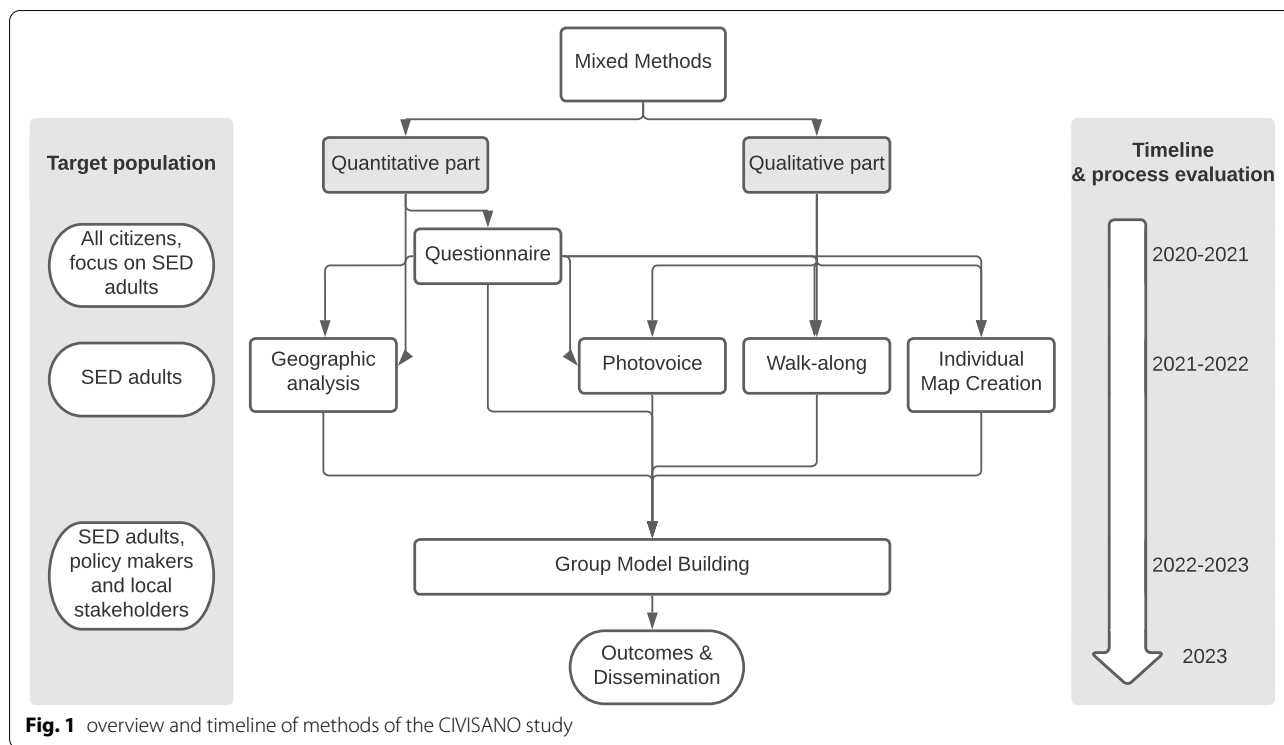 Mixed Methods
Target population
Quantitative part
Qualitative part
Timeline
& process evaluation
All citizens,
focus on SED
adults
Questionnaire
2020-2021
SED adults
Geographic
analysis
Photovoice
Walk-along
Individual
Map Creation
2021-2022
SED adults,
policy makers
and local
stakeholders
Group Model Building
2022-2023
Outcomes &
Dissemination
2023
Fig. 1 overview and timeline of methods of the CIVISANO study